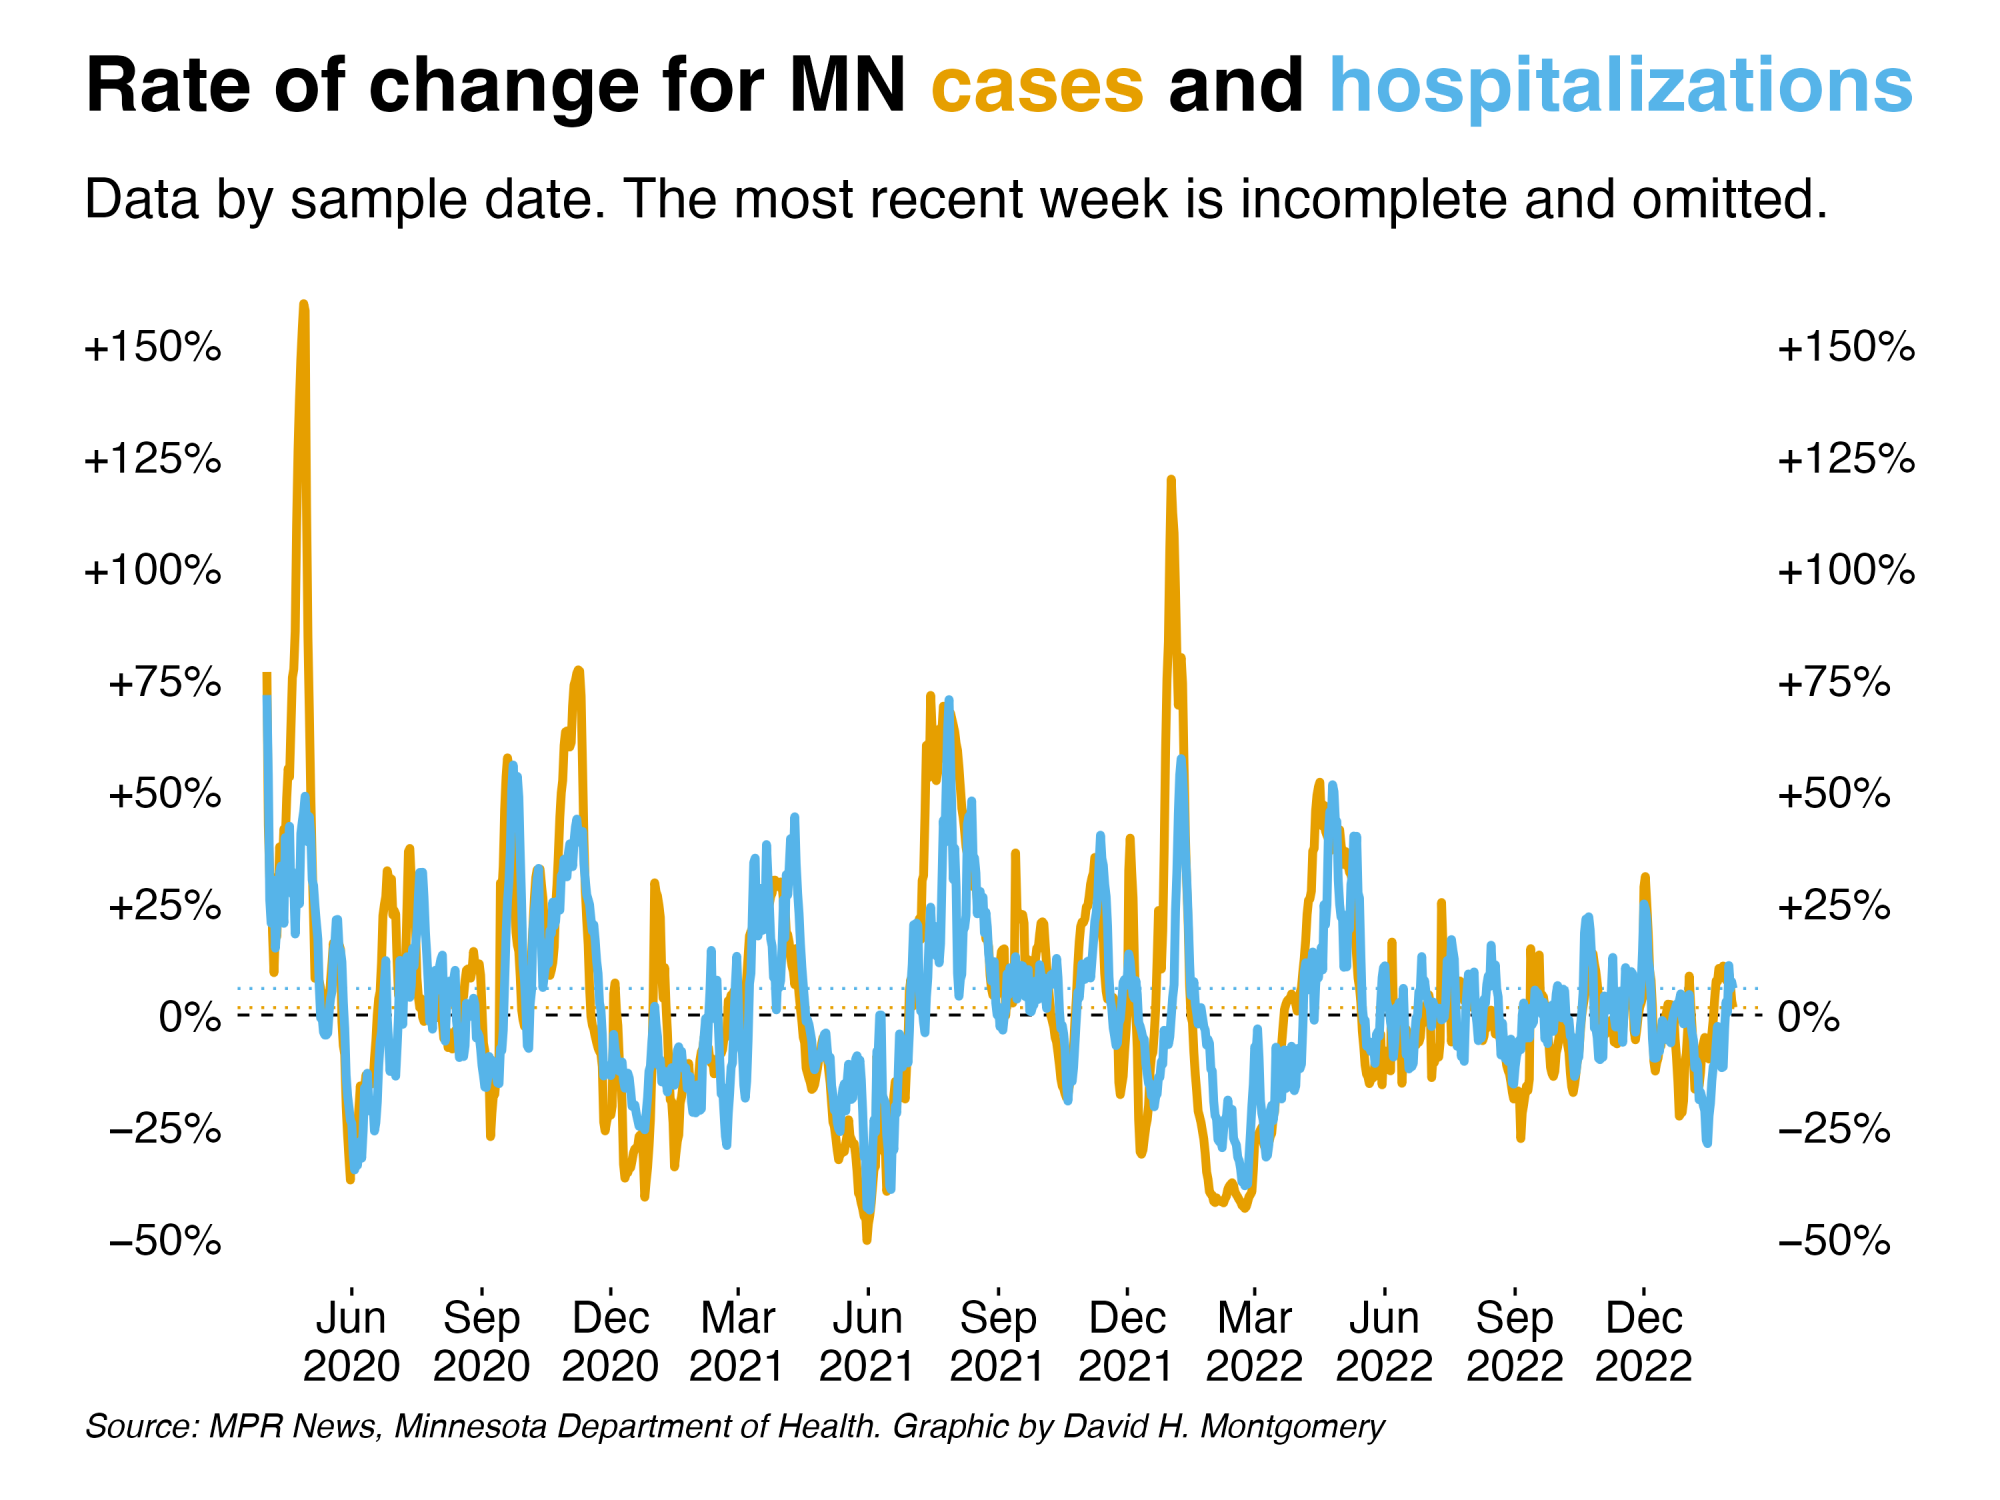 Rate of change for MN cases and hospitalizations
Data by sample date. The most recent week is incomplete and omitted.
+150% +150%
+125% +125%
+100% +100%
+75% +75%
+50% +50%
+25% +25%
0% 0%
−25% −25%
−50% −50%
Jun Sep Dec Mar Jun Sep Dec Mar Jun Sep Dec
2020 2020 2020 2021 2021 2021 2021 2022 2022 2022 2022
Source: MPR News, Minnesota Department of Health. Graphic by David H. Montgomery